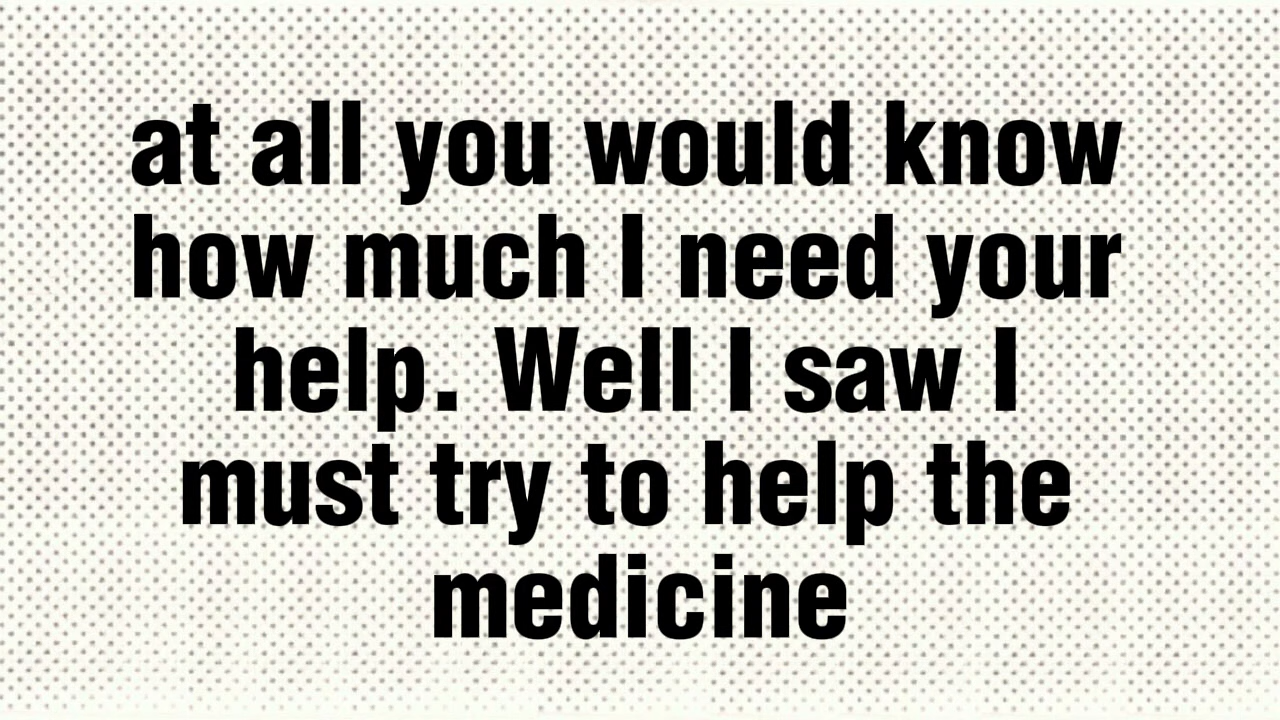 at all you would know
how much I need your
help. Well I saw I
must try to help the
medicine